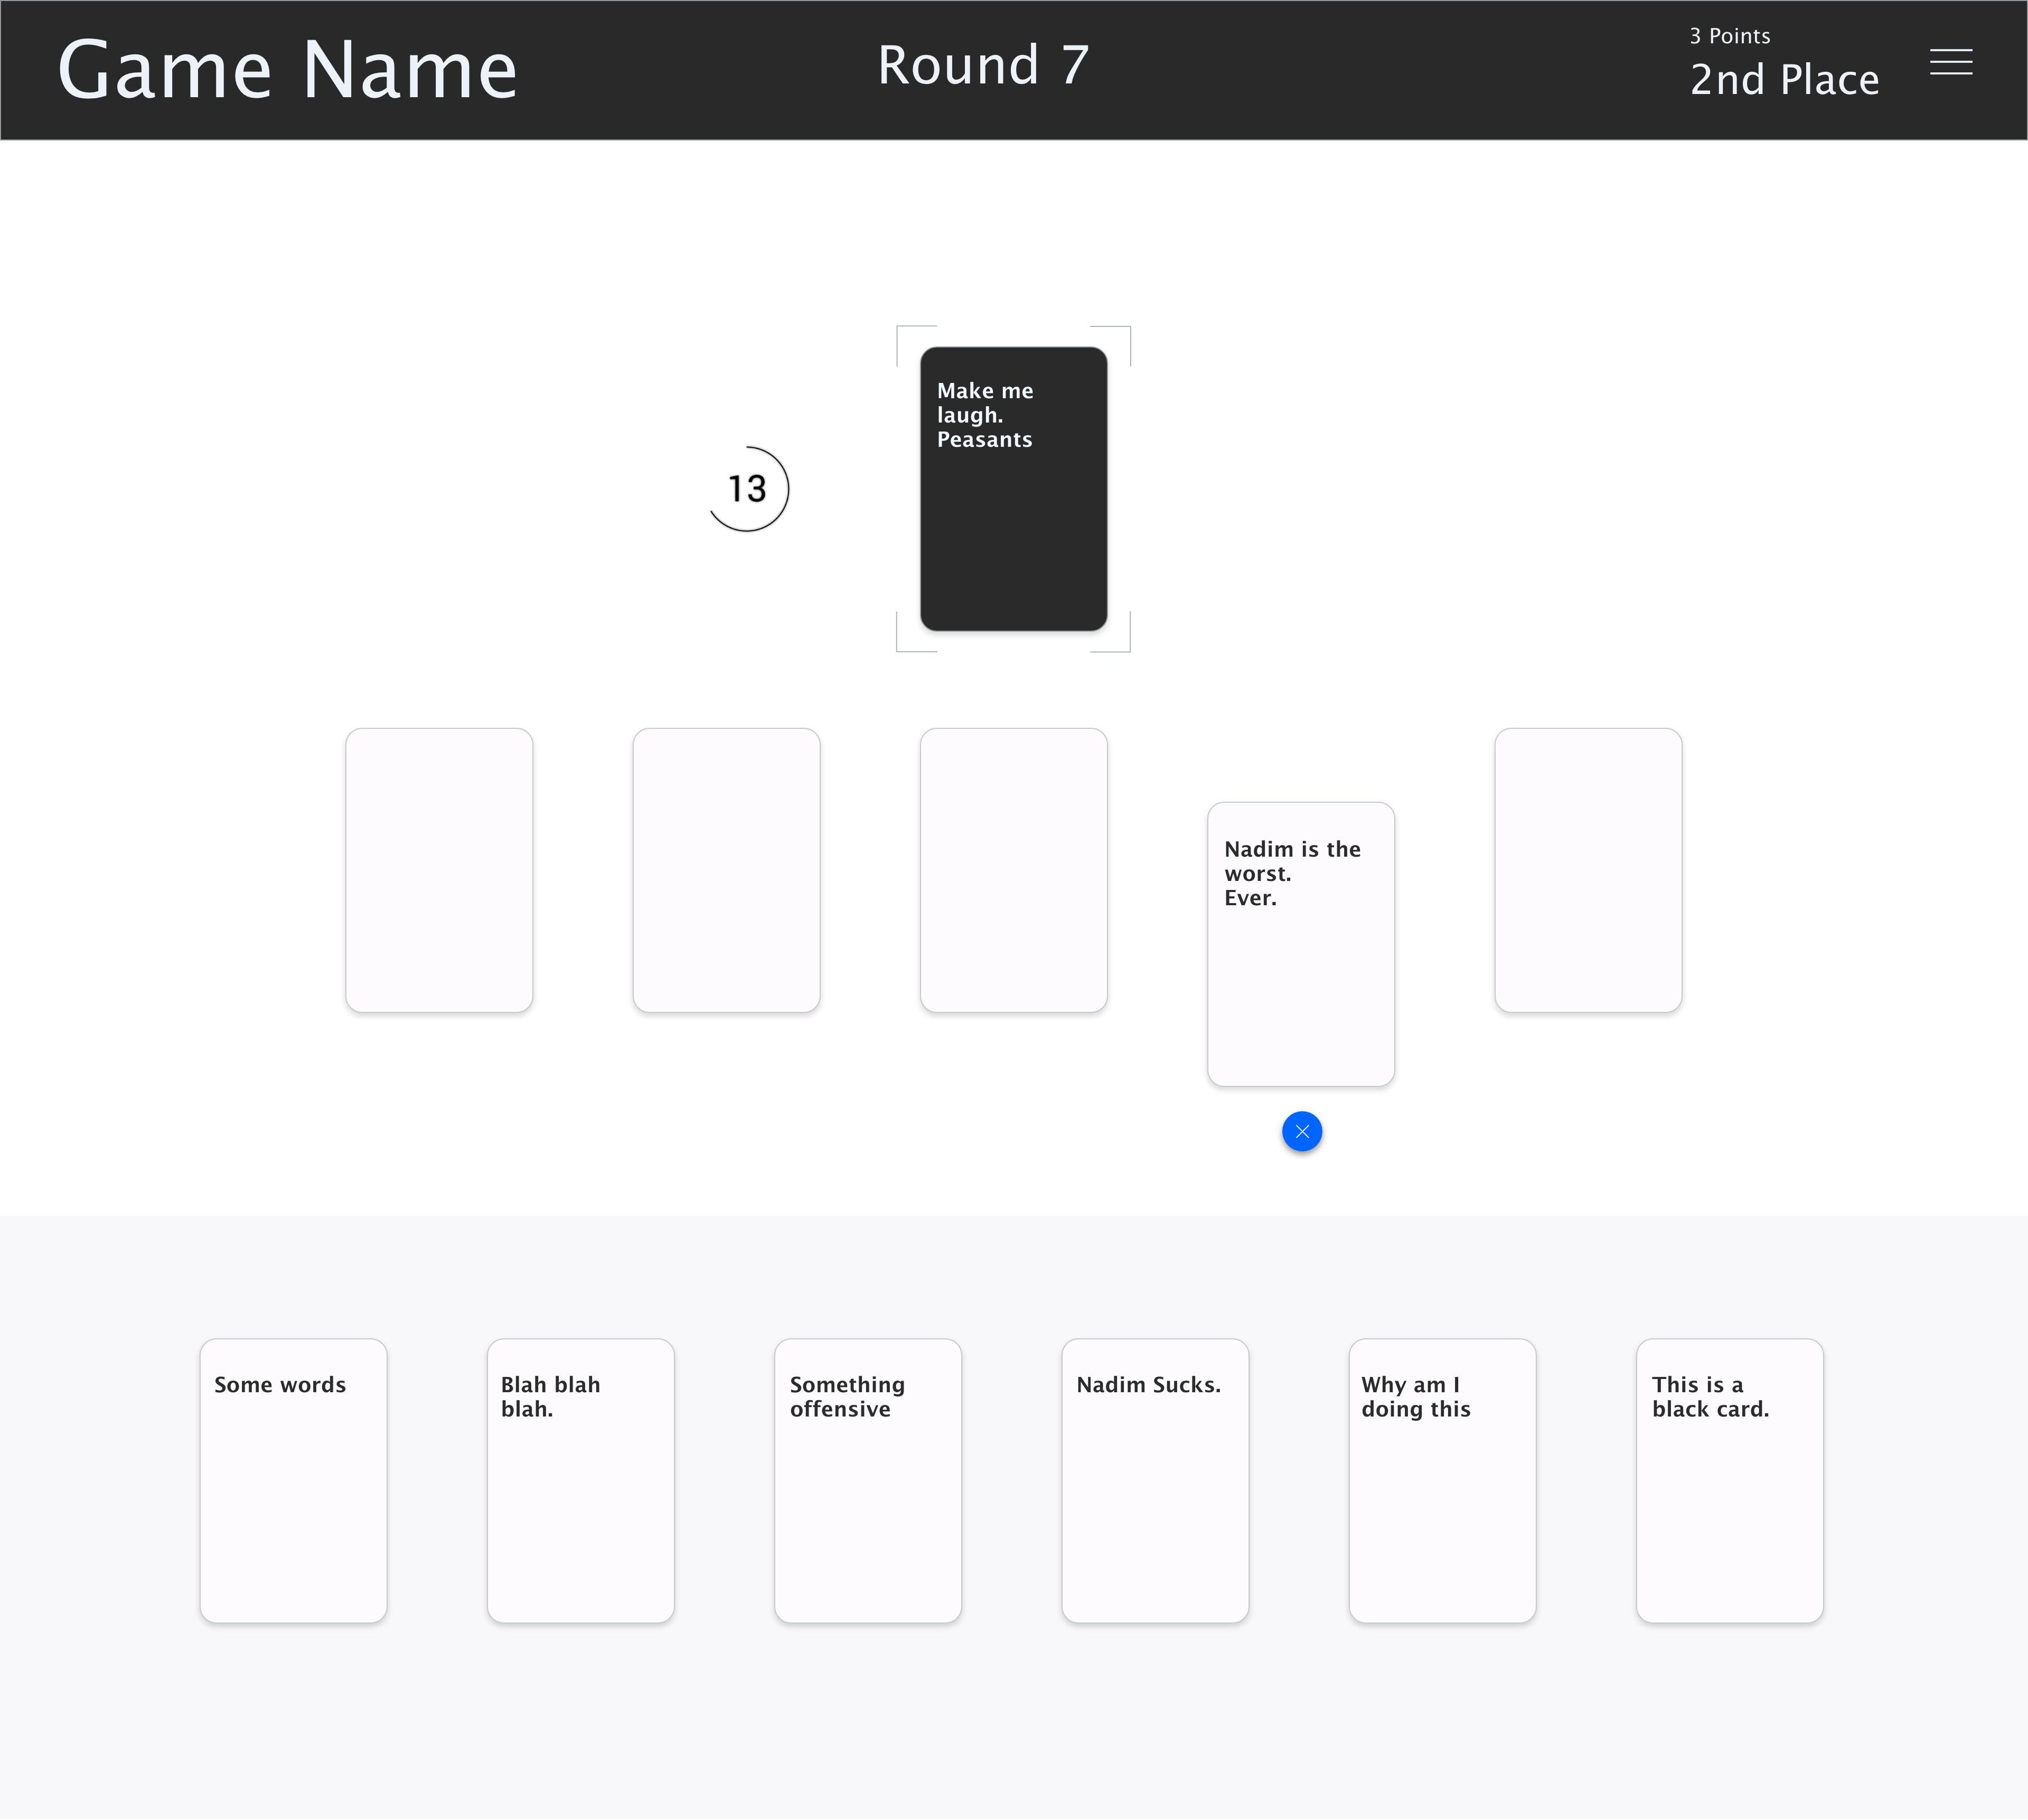 Game Name
Round 7
3 Points
2nd Place
Make me
laugh.
Peasants
13
Nadim is the
worst.
Ever.
Some words
Blah blah
blah.
Something
offensive
Nadim Sucks.
Why am I
doing this
This is a
black card.